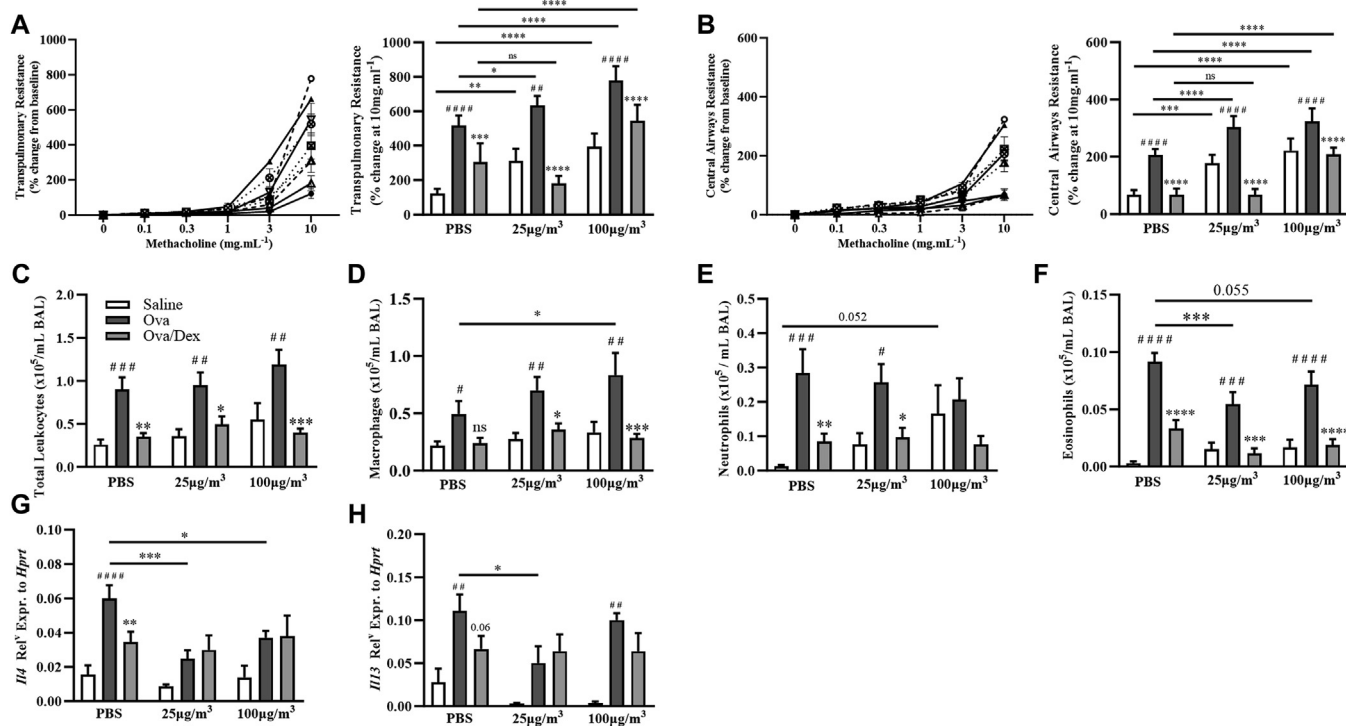 A
Transpulmonary Resistance
(% change from baseline)
1000
800
600
400
200
0
0
0.1
0.3
1
3
10
Methacholine (mg.mL-1)
Transpulmonary Resistance
(% change at 10mg.ml-1)
1000
800
600
400
200
0
****
****
****
ns
*
**
####
***
##
****
####
****
PBS
25µg/m3
100µg/m3
B
Central Airways Resistance
(% change from baseline)
600
400
200
0
0
0.1
0.3
1
3
10
Methacholine (mg.mL-1)
Central Airways Resistance
(% change at 10mg.ml-1)
600
400
200
0
****
****
****
ns
****
***
####
****
####
****
####
****
PBS
25µg/m3
100µg/m3
C
Total Leukocytes (x105/mL BAL)
2.0
1.5
1.0
0.5
0.0
Saline
Ova
Ova/Dex
###
**
##
*
##
***
PBS
25µg/m3
100µg/m3
D
Macrophages (x105/mL BAL)
1.5
1.0
0.5
0.0
*
#
ns
##
*
##
***
PBS
25µg/m3
100µg/m3
E
Neutrophils (x105/ mL BAL)
0.5
0.4
0.3
0.2
0.1
0.0
0.052
###
**
#
*
PBS
25µg/m3
100µg/m3
F
Eosinophils (x105/mL BAL)
0.15
0.10
0.05
0.00
0.055
***
####
****
###
***
####
****
PBS
25µg/m3
100µg/m3
G
Il4 Relv Expr. to Hprt
0.10
0.08
0.06
0.04
0.02
0.00
*
***
####
**
PBS
25µg/m3
100µg/m3
H
Il13 Relv Expr. to Hprt
0.20
0.15
0.10
0.05
0.00
*
##
0.06
##
PBS
25µg/m3
100µg/m3